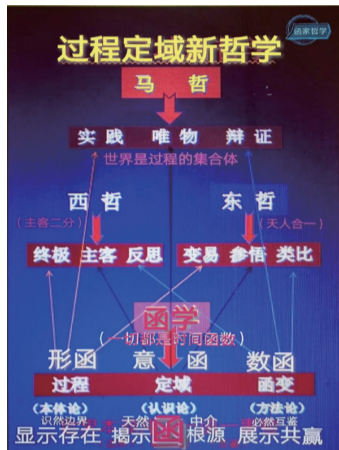 函家哲学
过程定域新哲学
马 哲
实践 唯物 辩证
世界是过程的集合体
西哲 东哲
(主客二分) (天人合一)
终极 主客 反思 变易 参悟 类比
函学
(一切都是时间函数)
形函 意函 数函
过程 定域 函变
(本体论) (认识论) (方法论)
识然边界 天然 中介 必然互鉴
显示存在 揭示函根源 展示共赢